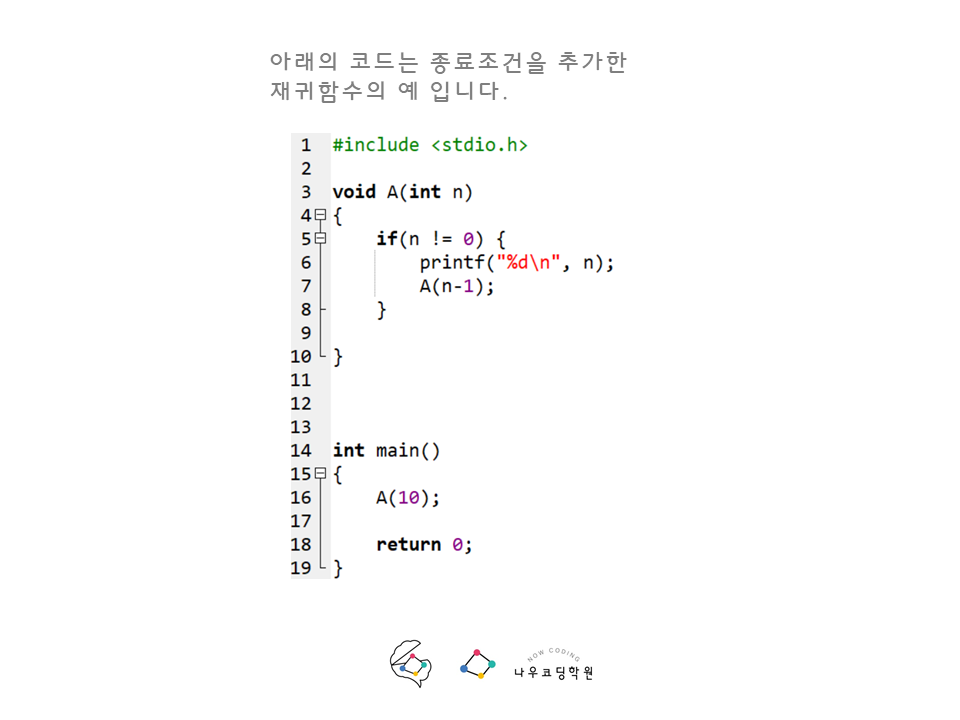 아래의 코드는 종료조건을 추가한
재귀함수의 예 입니다.
1 #include <stdio.h>
2
3 void A(int n)
4 {
5     if(n != 0) {
6         printf("%d\n", n);
7         A(n-1);
8     }
9
10 }
11
12
13
14 int main()
15 {
16     A(10);
17
18     return 0;
19 }
NOW CODING
나우코딩학원